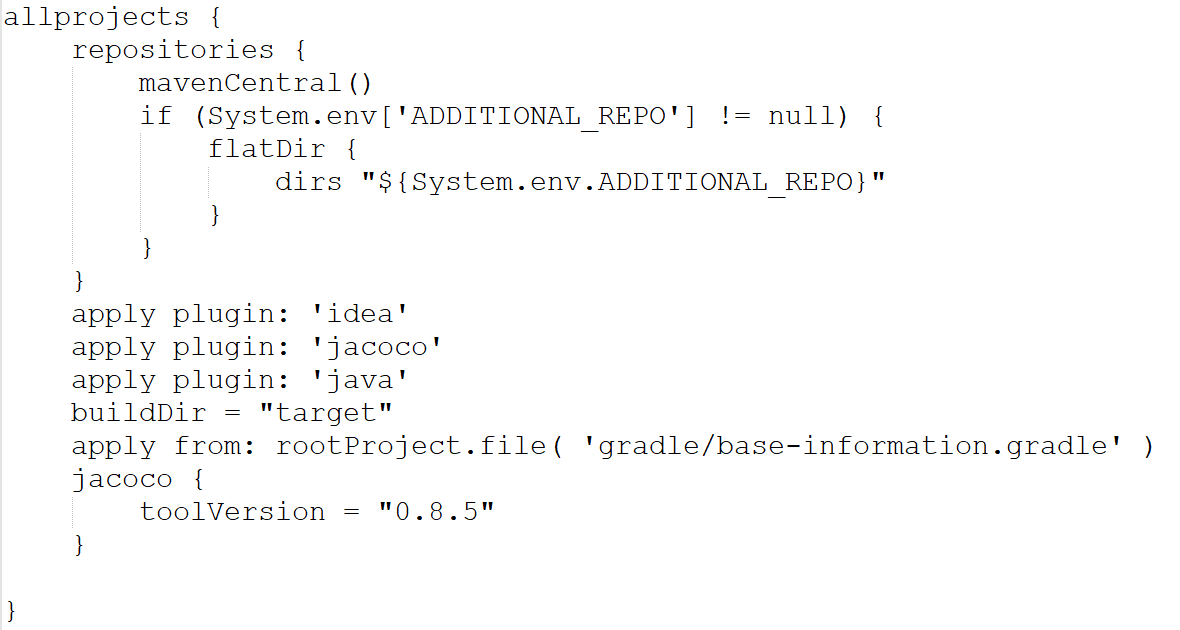 allprojects {
    repositories {
        mavenCentral()
        if (System.env['ADDITIONAL_REPO'] != null) {
            flatDir {
                dirs "${System.env.ADDITIONAL_REPO}"
            }
        }
    }
    apply plugin: 'idea'
    apply plugin: 'jacoco'
    apply plugin: 'java'
    buildDir = "target"
    apply from: rootProject.file( 'gradle/base-information.gradle' )
    jacoco {
        toolVersion = "0.8.5"
    }

}